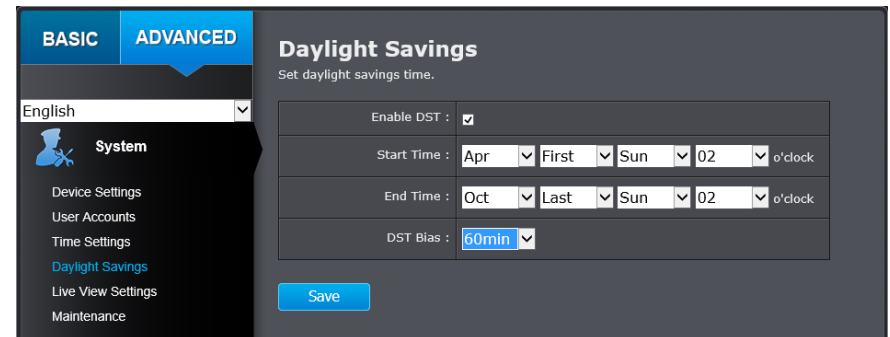 BASIC ADVANCED
Daylight Savings
Set daylight savings time.
English
Enable DST :
System
Start Time : Apr First Sun 02 o'clock
Device Settings
End Time : Oct Last Sun 02 o'clock
User Accounts
Time Settings
DST Bias : 60min
Daylight Savings
Live View Settings
Save
Maintenance